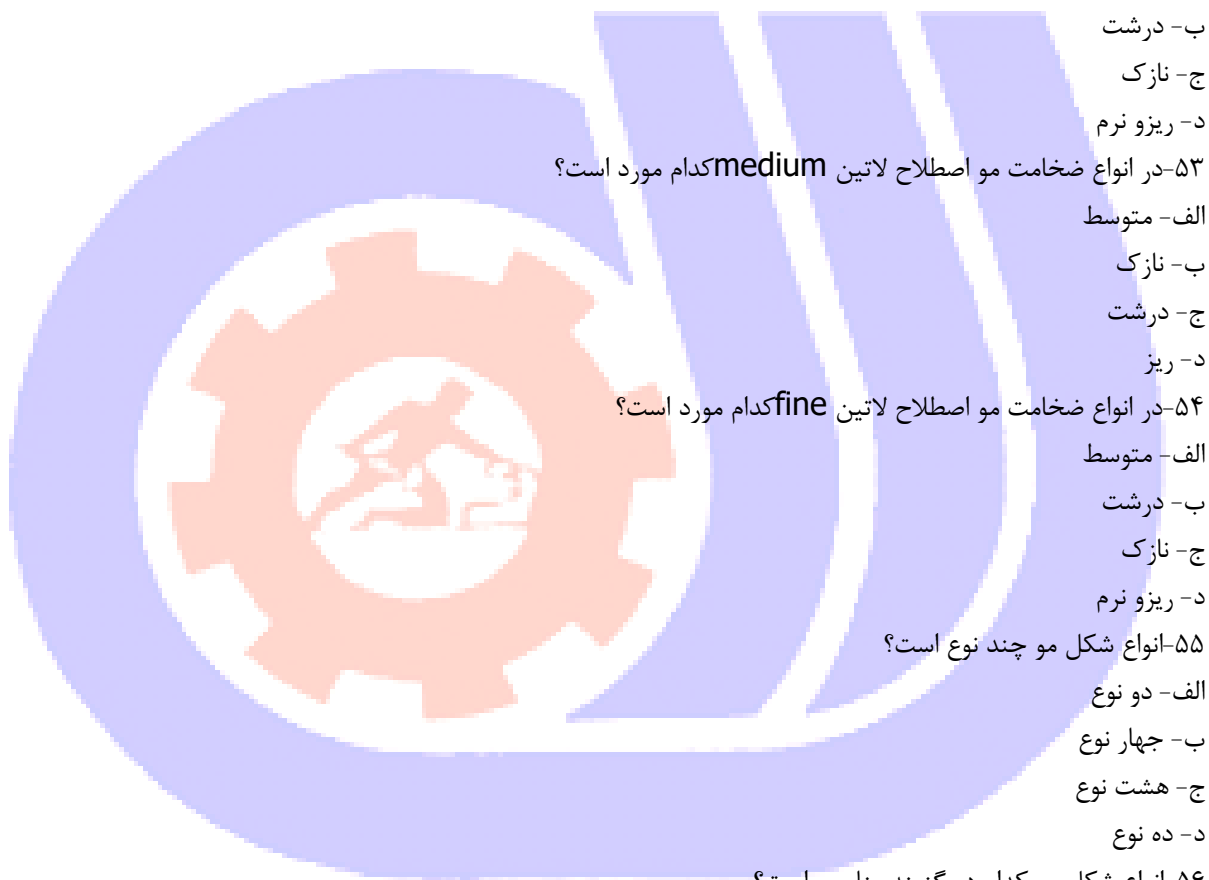 ب- درشت
ج- نازک
د- ریزو نرم
۵۳-در انواع ضخامت مو اصطلاح لاتین mediumکدام مورد است؟
الف- متوسط
ب- نازک
ج- درشت
د- ریز
۵۴-در انواع ضخامت مو اصطلاح لاتین fineکدام مورد است؟
الف- متوسط
ب- درشت
ج- نازک
د- ریزو نرم
۵۵-انواع شکل مو چند نوع است؟
الف- دو نوع
ب- جهار نوع
ج- هشت نوع
د- ده نوع